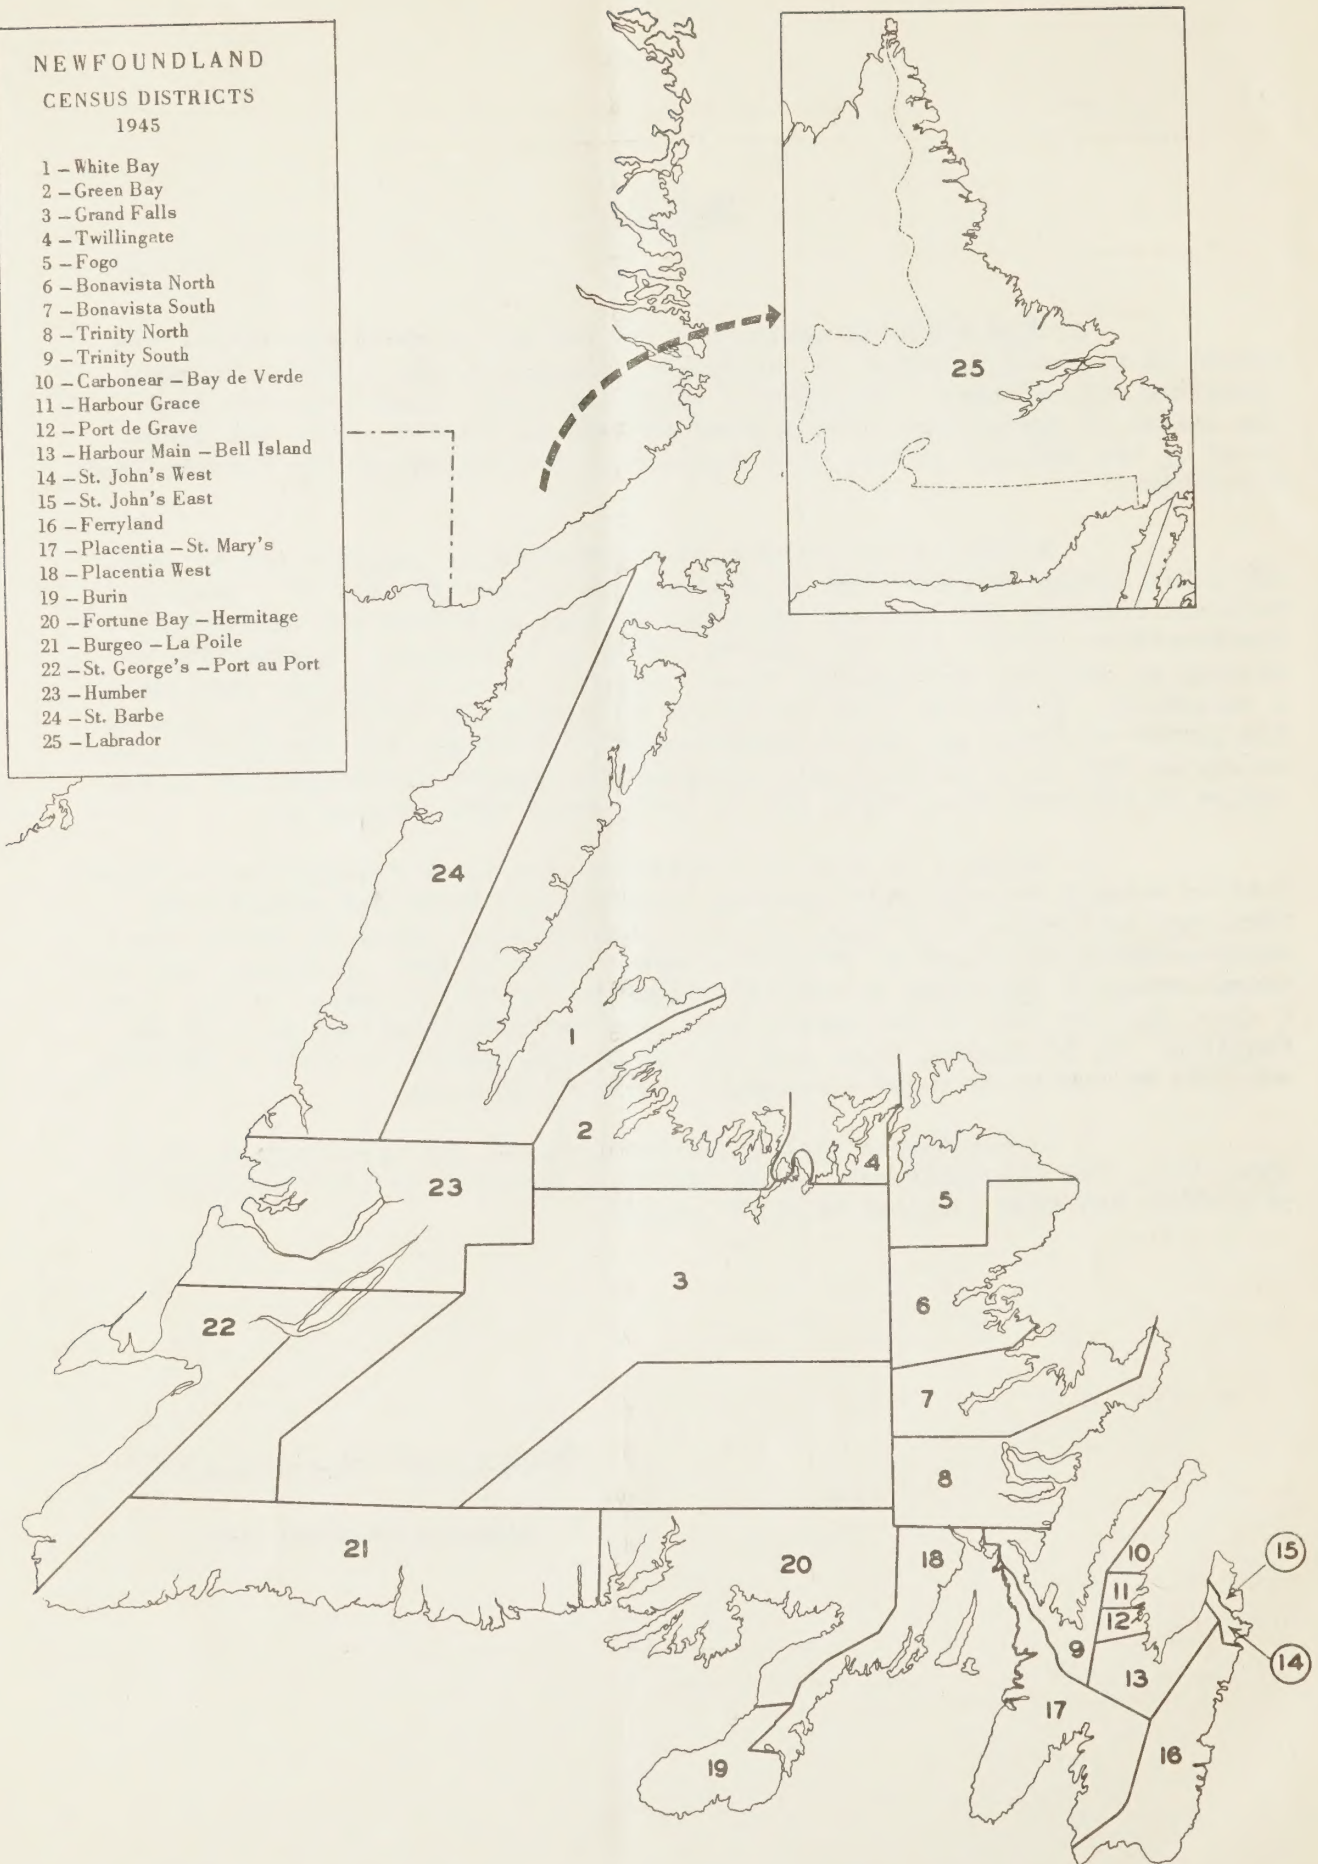 NEWFOUNDLAND
CENSUS DISTRICTS
1945
1 – White Bay
2 – Green Bay
3 – Grand Falls
4 – Twillingate
5 – Fogo
6 – Bonavista North
7 – Bonavista South
8 – Trinity North
9 – Trinity South
10 – Carbonear – Bay de Verde
11 – Harbour Grace
12 – Port de Grave
13 – Harbour Main – Bell Island
14 – St. John's West
15 – St. John's East
16 – Ferryland
17 – Placentia – St. Mary's
18 – Placentia West
19 – Burin
20 – Fortune Bay – Hermitage
21 – Burgeo – La Poile
22 – St. George's – Port au Port
23 – Humber
24 – St. Barbe
25 – Labrador
25
24
1
2
4
23
5
3
6
22
7
8
21
20
18
10
15
11
12
9
14
13
17
16
19